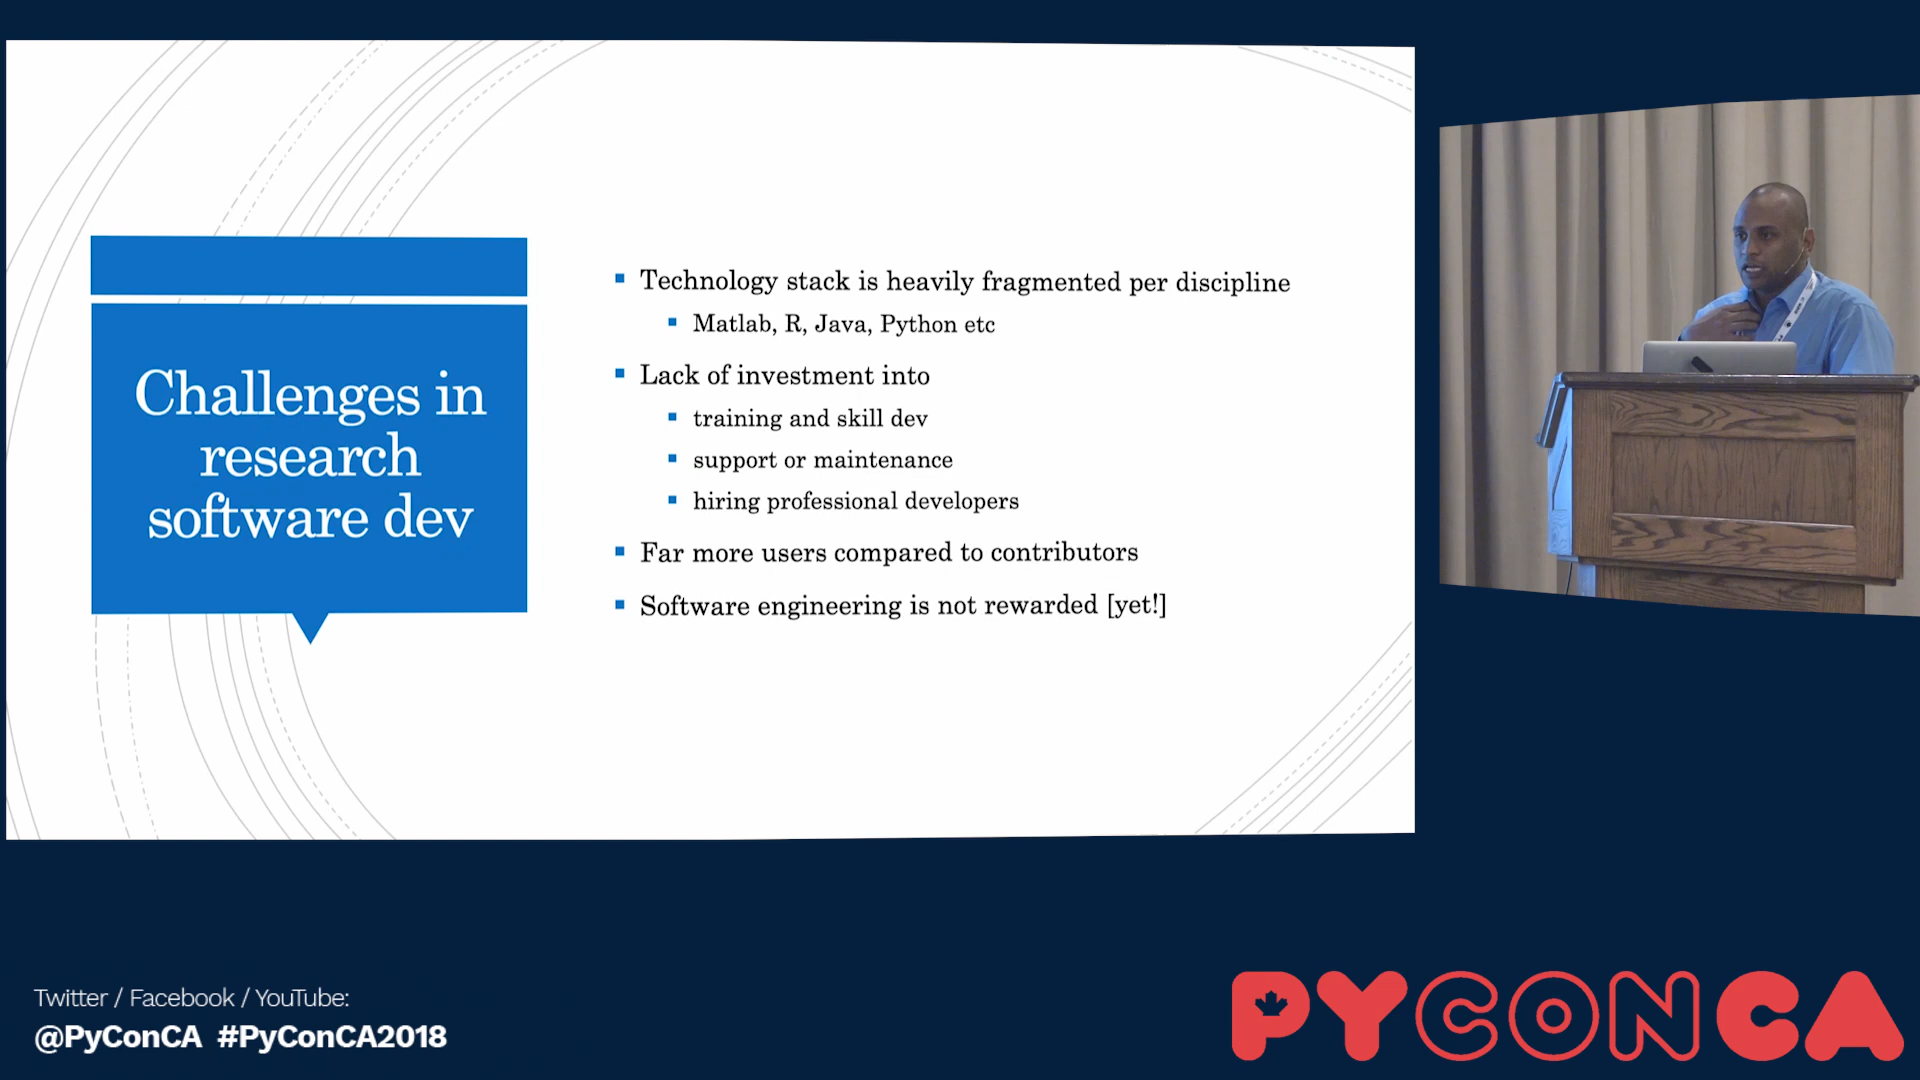 Challenges in
research
software dev
Technology stack is heavily fragmented per discipline
Matlab, R, Java, Python etc
Lack of investment into
training and skill dev
support or maintenance
hiring professional developers
Far more users compared to contributors
Software engineering is not rewarded [yet!]
Twitter / Facebook / YouTube:
@PyConCA #PyConCA2018
PYCONCA